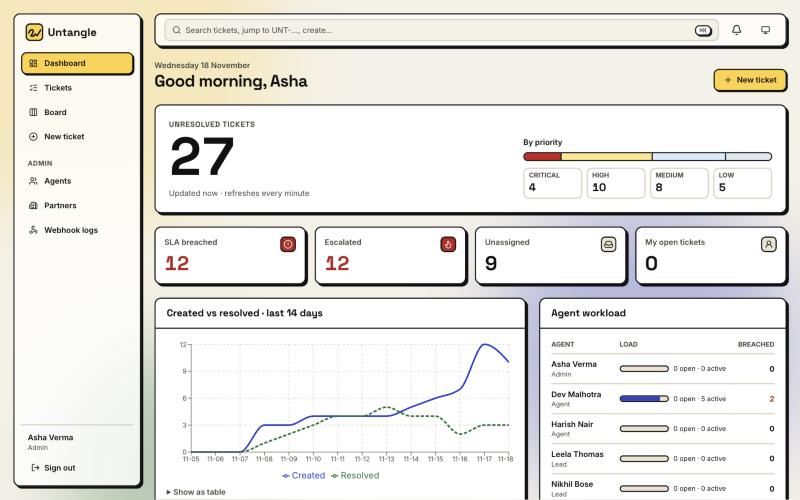 Untangle
Search tickets, jump to UNT-..., create...
⌘K
Dashboard
Tickets
Board
New ticket
ADMIN
Agents
Partners
Webhook logs
Asha Verma
Admin
Sign out
Wednesday 18 November
Good morning, Asha
New ticket
UNRESOLVED TICKETS
27
Updated now · refreshes every minute
By priority
CRITICAL HIGH MEDIUM LOW
4 10 8 5
SLA breached
12
Escalated
12
Unassigned
9
My open tickets
0
Created vs resolved · last 14 days
12
9
6
3
0
11-05 11-06 11-07 11-08 11-09 11-10 11-11 11-12 11-13 11-14 11-15 11-16 11-17 11-18
Created Resolved
Show as table
Agent workload
AGENT LOAD BREACHED
Asha Verma 0 open · 0 active 0
Admin
Dev Malhotra 0 open · 5 active 2
Agent
Harish Nair 0 open · 0 active 0
Agent
Leela Thomas 0 open · 0 active 0
Lead
Nikhil Bose 0 open · 0 active 0
Lead